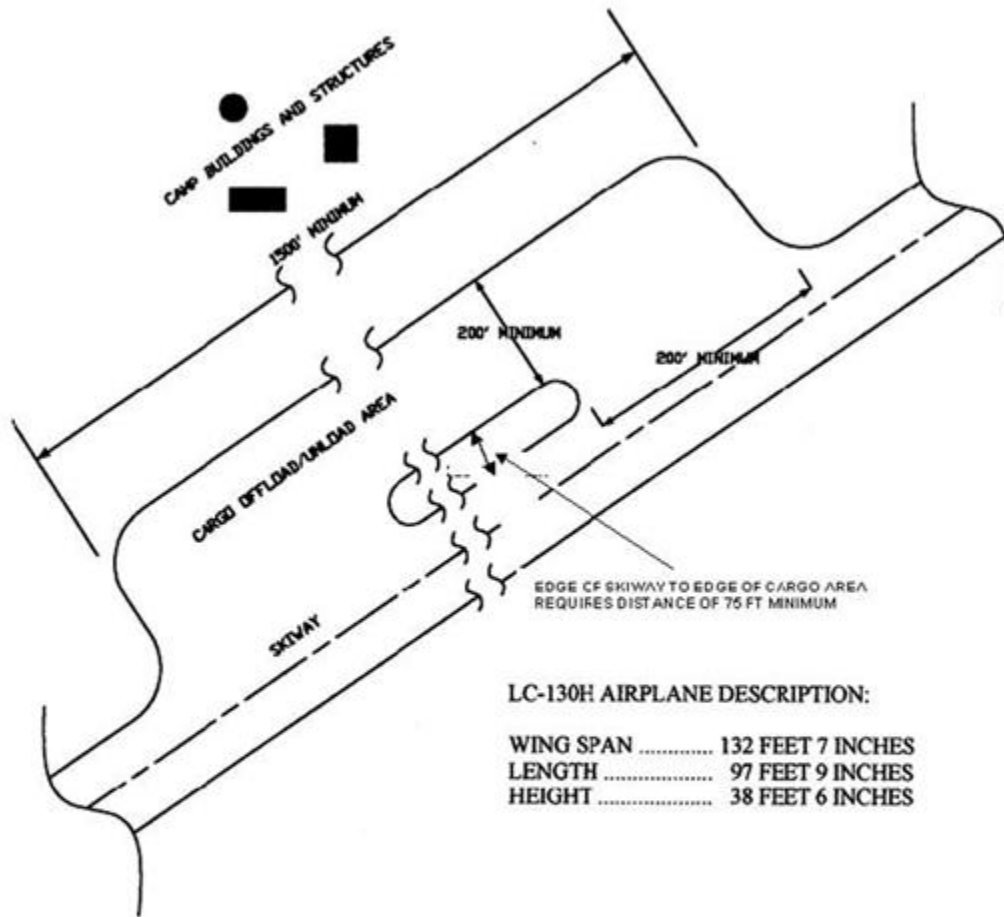 CAMP BUILDINGS AND STRUCTURES
1500' MINIMUM
200' MINIMUM
200' MINIMUM
CARGO OFFLOAD/UNLOAD AREA
EDGE OF SKIWAY TO EDGE OF CARGO AREA
REQUIRES DISTANCE OF 75 FT MINIMUM
SKIWAY
LC-130H AIRPLANE DESCRIPTION:
WING SPAN ............. 132 FEET 7 INCHES
LENGTH .................. 97 FEET 9 INCHES
HEIGHT .................... 38 FEET 6 INCHES